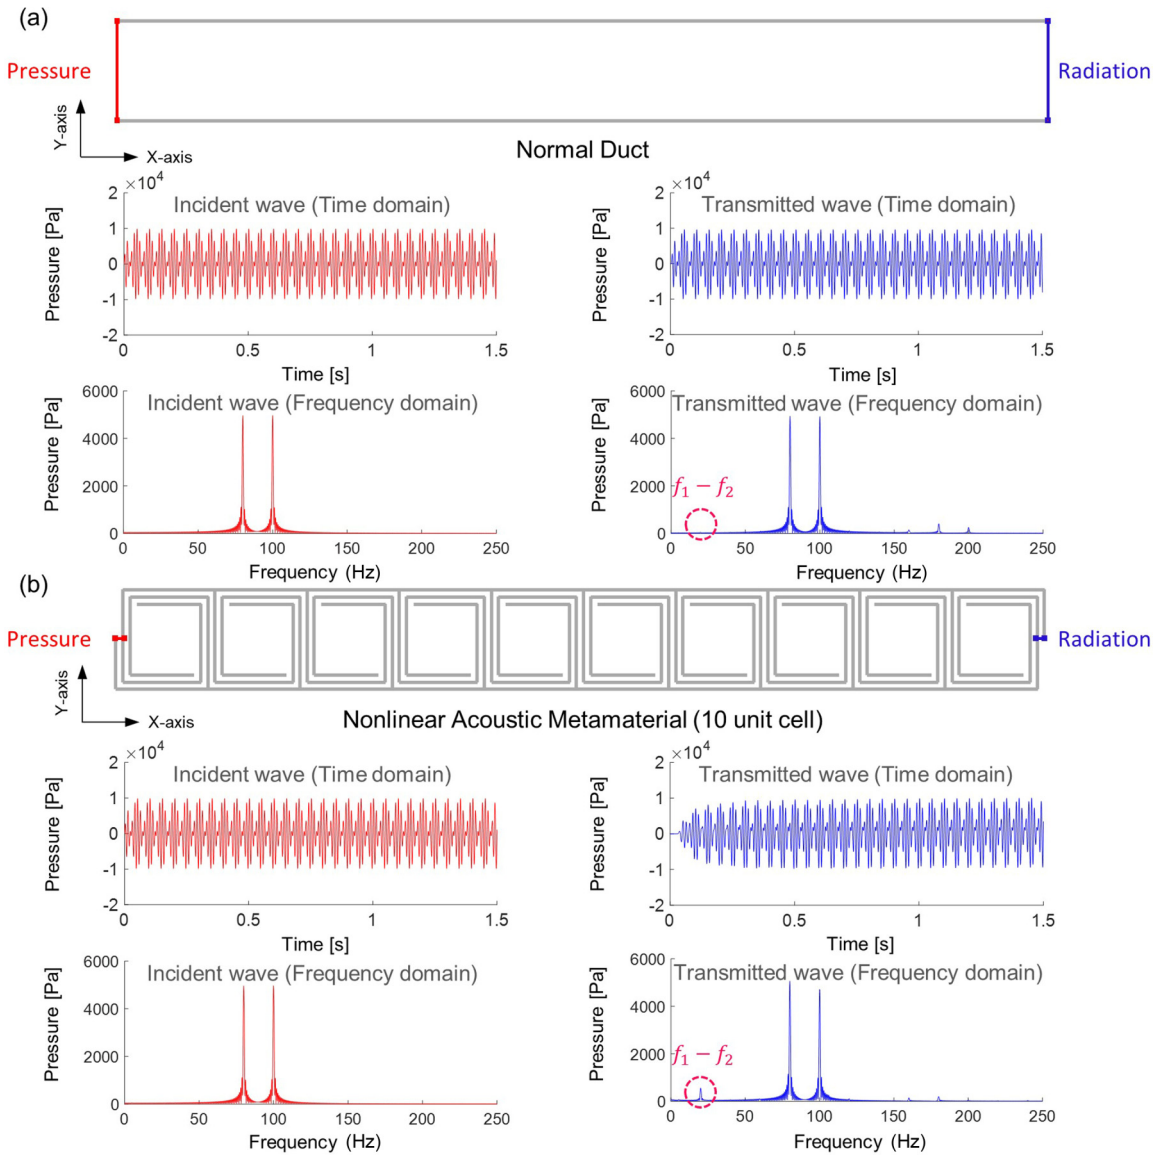 (a)
Pressure
Radiation
Y-axis
X-axis
Normal Duct
×10⁴
Incident wave (Time domain)
Pressure [Pa]
2
1
0
-1
-2
0 0.5 1 1.5
Time [s]
×10⁴
Transmitted wave (Time domain)
Pressure [Pa]
2
1
0
-1
-2
0 0.5 1 1.5
Time [s]
Incident wave (Frequency domain)
Pressure [Pa]
6000
4000
2000
0
0 50 100 150 200 250
Frequency (Hz)
Transmitted wave (Frequency domain)
Pressure [Pa]
6000
4000
2000
0
f₁ − f₂
0 50 100 150 200 250
Frequency (Hz)
(b)
Pressure
Radiation
Y-axis
X-axis
Nonlinear Acoustic Metamaterial (10 unit cell)
×10⁴
Incident wave (Time domain)
Pressure [Pa]
2
1
0
-1
-2
0 0.5 1 1.5
Time [s]
×10⁴
Transmitted wave (Time domain)
Pressure [Pa]
2
1
0
-1
-2
0 0.5 1 1.5
Time [s]
Incident wave (Frequency domain)
Pressure [Pa]
6000
4000
2000
0
0 50 100 150 200 250
Frequency (Hz)
Transmitted wave (Frequency domain)
Pressure [Pa]
6000
4000
2000
0
f₁ − f₂
0 50 100 150 200 250
Frequency (Hz)